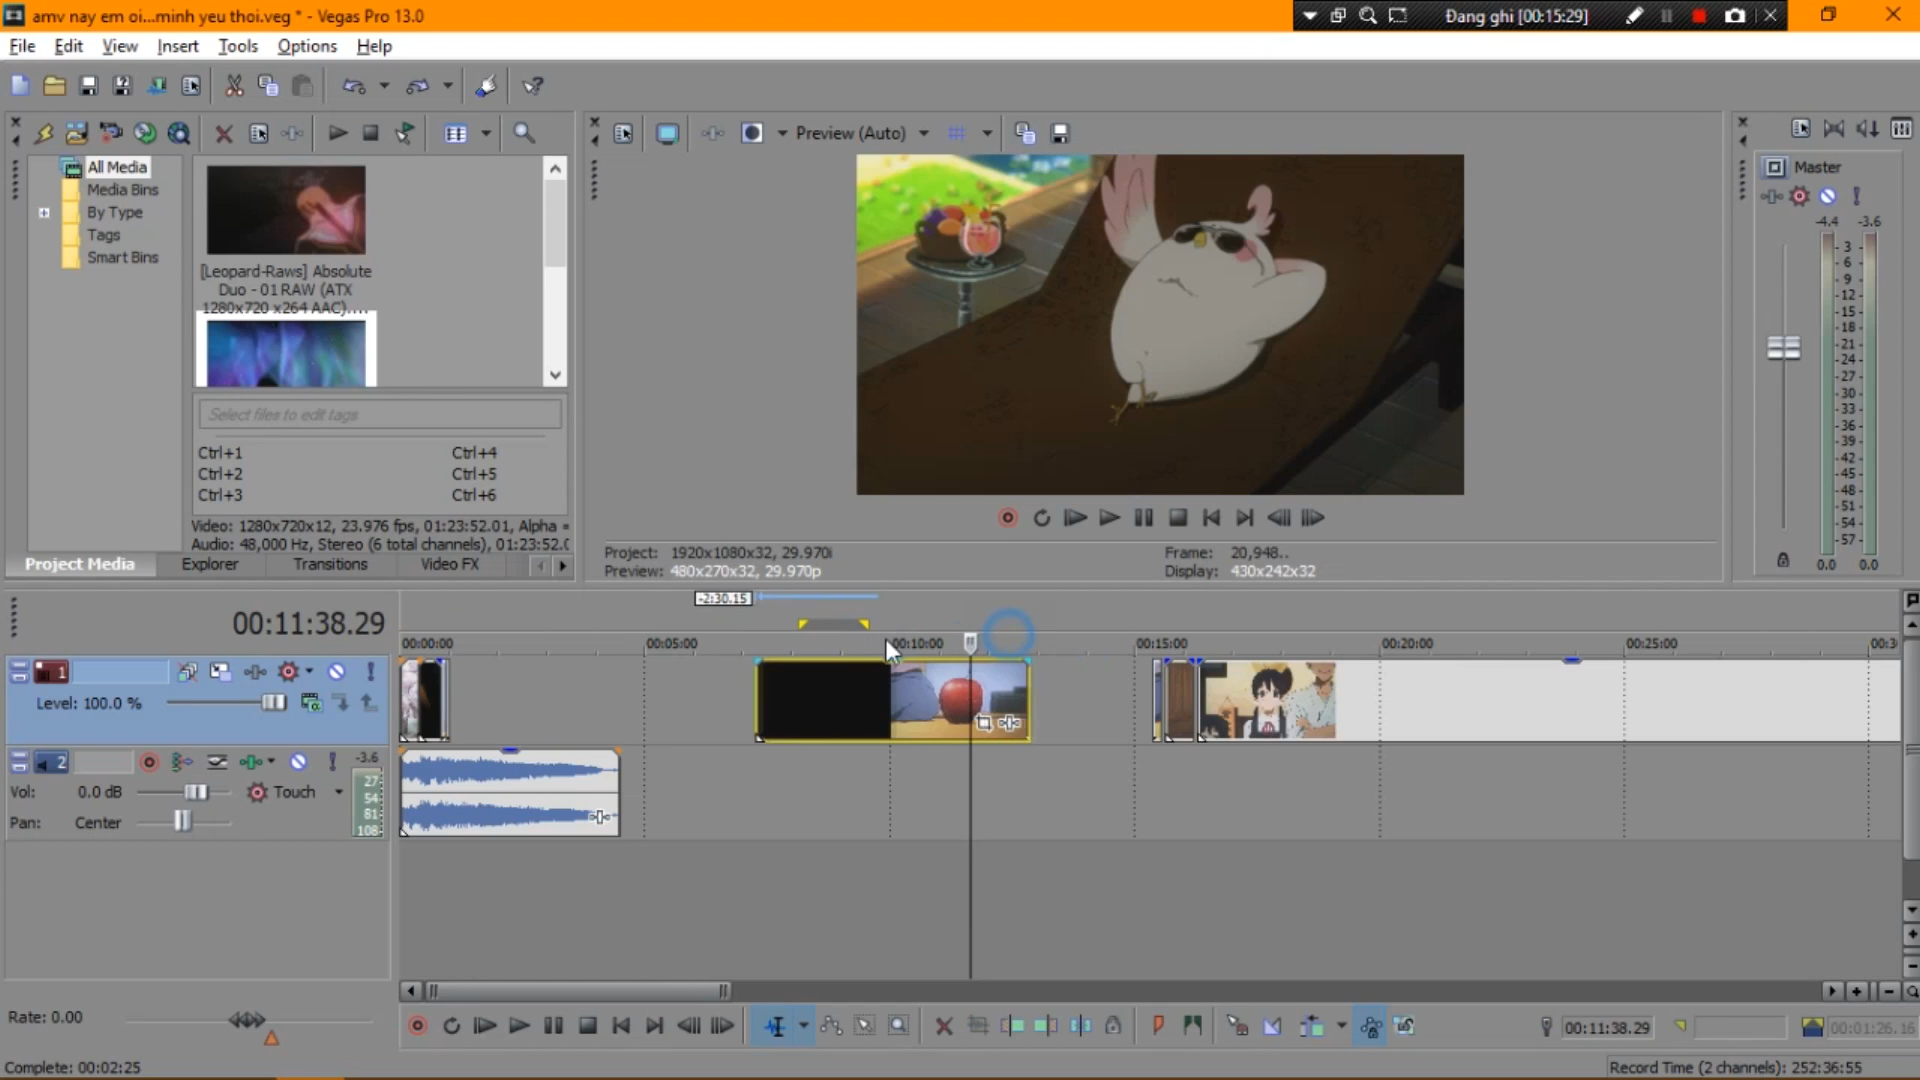 amv nay em oi...minh yeu thoi.veg * - Vegas Pro 13.0
Đang ghi [00:15:29]
File Edit View Insert Tools Options Help
Preview (Auto)
All Media
Media Bins
By Type
Tags
Smart Bins
[Leopard-Raws] Absolute
Duo - 01 RAW (ATX
1280x720 x264 AAC)....
Select files to edit tags
Ctrl+1 Ctrl+4
Ctrl+2 Ctrl+5
Ctrl+3 Ctrl+6
Video: 1280x720x12, 23.976 fps, 01:23:52.01, Alpha =
Audio: 48,000 Hz, Stereo (6 total channels), 01:23:52.0
Project Media Explorer Transitions Video FX
Project: 1920x1080x32, 29.970i
Preview: 480x270x32, 29.970p
Frame: 20,948..
Display: 430x242x32
Master
-4.4 -3.6
- 3 -
- 6 -
- 9 -
-12-
-15-
-18-
-21-
-24-
-27-
-30-
-33-
-36-
-39-
-42-
-45-
-48-
-51-
-54-
-57-
0.0 0.0
-2:30.15
00:11:38.29
00:00:00 00:05:00 00:10:00 00:15:00 00:20:00 00:25:00 00:3
1
Level: 100.0 %
2
-3.6
Vol: 0.0 dB Touch
Pan: Center
27
54
81
108
Rate: 0.00
00:11:38.29
00:01:26.16
Complete: 00:02:25
Record Time (2 channels): 252:36:55